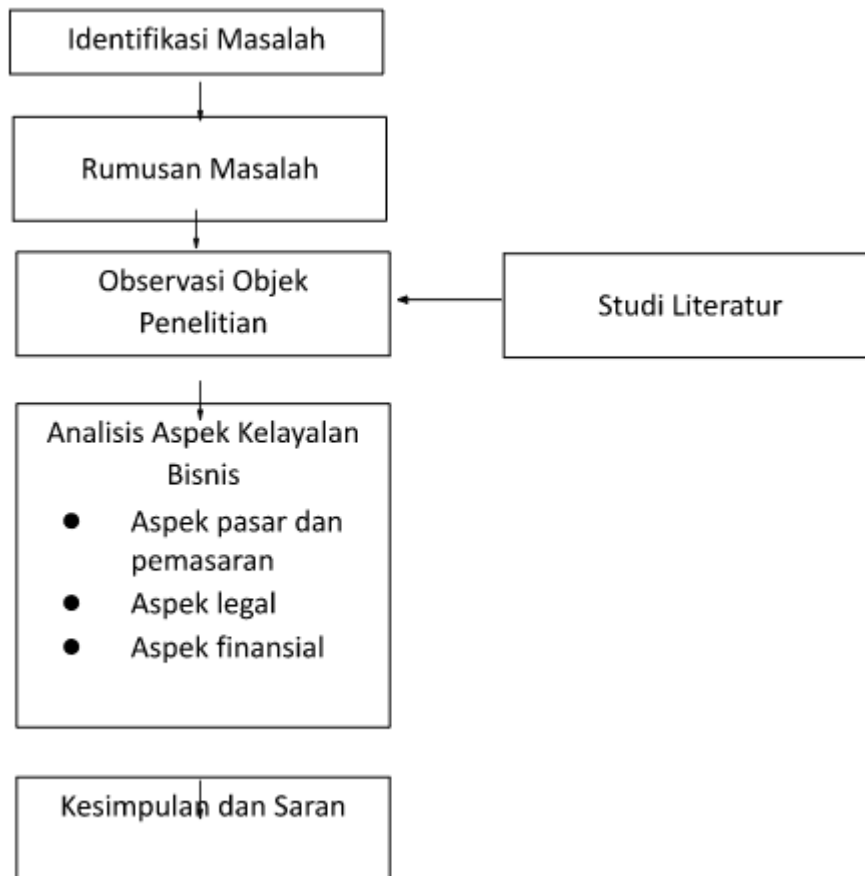 Identifikasi Masalah
Rumusan Masalah
Observasi Objek
Penelitian
Studi Literatur
Analisis Aspek Kelayalan
Bisnis
● Aspek pasar dan
pemasaran
● Aspek legal
● Aspek finansial
Kesimpulan dan Saran